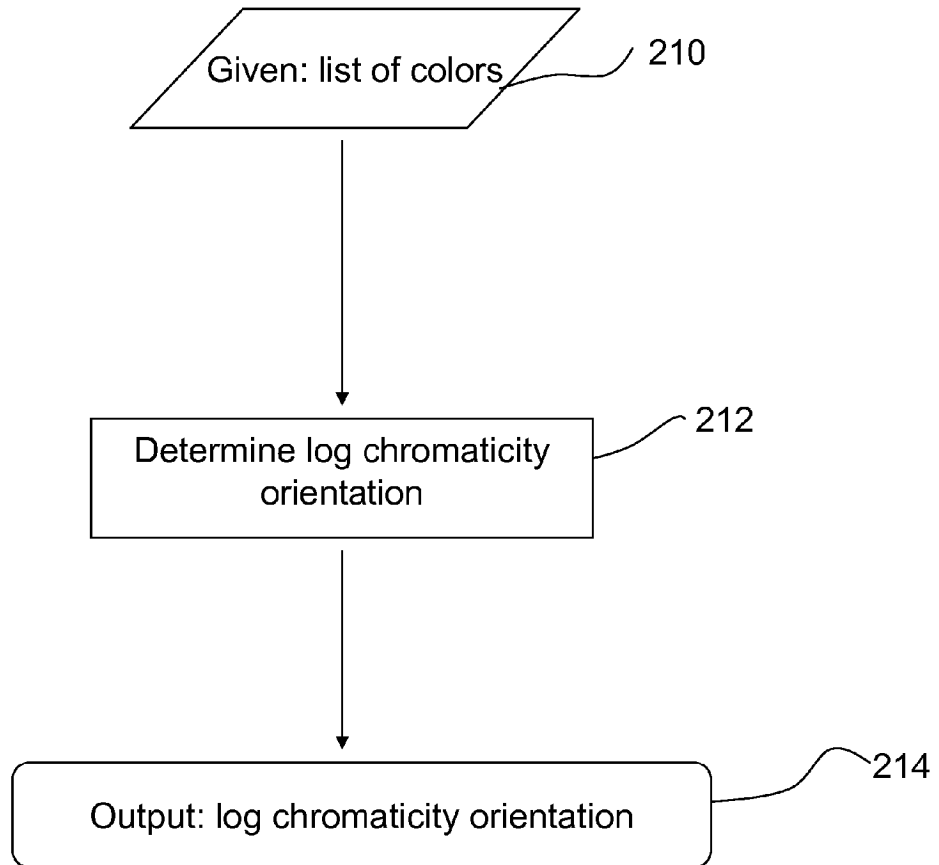 Given: list of colors
210
Determine log chromaticity
orientation
212
Output: log chromaticity orientation
214